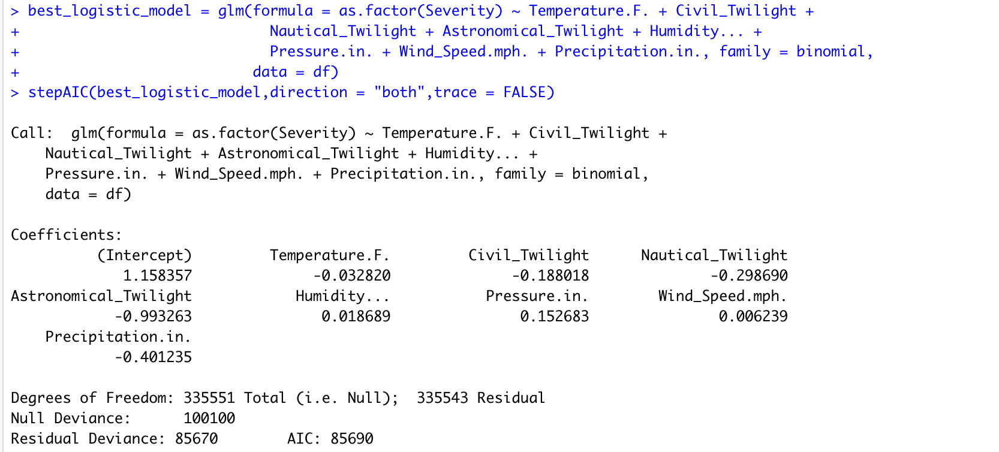 > best_logistic_model = glm(formula = as.factor(Severity) ~ Temperature.F. + Civil_Twilight +
+                             Nautical_Twilight + Astronomical_Twilight + Humidity... +
+                             Pressure.in. + Wind_Speed.mph. + Precipitation.in., family = binomial,
+                           data = df)
> stepAIC(best_logistic_model,direction = "both",trace = FALSE)

Call:  glm(formula = as.factor(Severity) ~ Temperature.F. + Civil_Twilight +
    Nautical_Twilight + Astronomical_Twilight + Humidity... +
    Pressure.in. + Wind_Speed.mph. + Precipitation.in., family = binomial,
    data = df)

Coefficients:
          (Intercept)         Temperature.F.         Civil_Twilight      Nautical_Twilight
             1.158357              -0.032820              -0.188018              -0.298690
Astronomical_Twilight            Humidity...           Pressure.in.        Wind_Speed.mph.
            -0.993263               0.018689               0.152683               0.006239
    Precipitation.in.
            -0.401235

Degrees of Freedom: 335551 Total (i.e. Null);  335543 Residual
Null Deviance:      100100
Residual Deviance: 85670        AIC: 85690